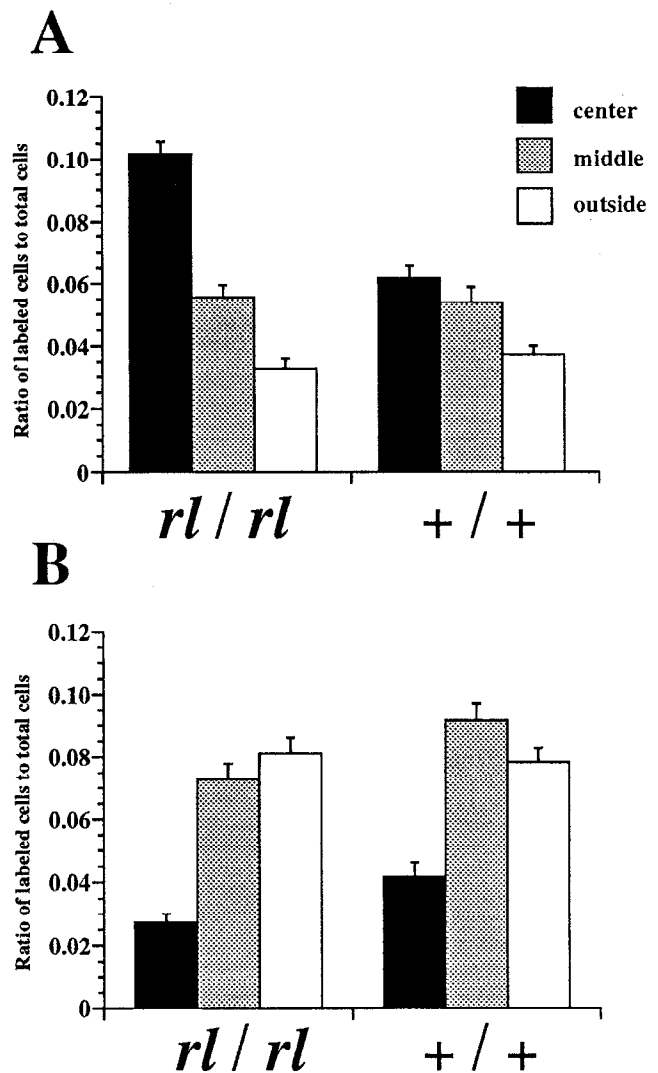 A
Ratio of labeled cells to total cells
0.12
0.10
0.08
0.06
0.04
0.02
0
center
middle
outside
rl / rl
+ / +
B
Ratio of labeled cells to total cells
0.12
0.10
0.08
0.06
0.04
0.02
0
rl / rl
+ / +